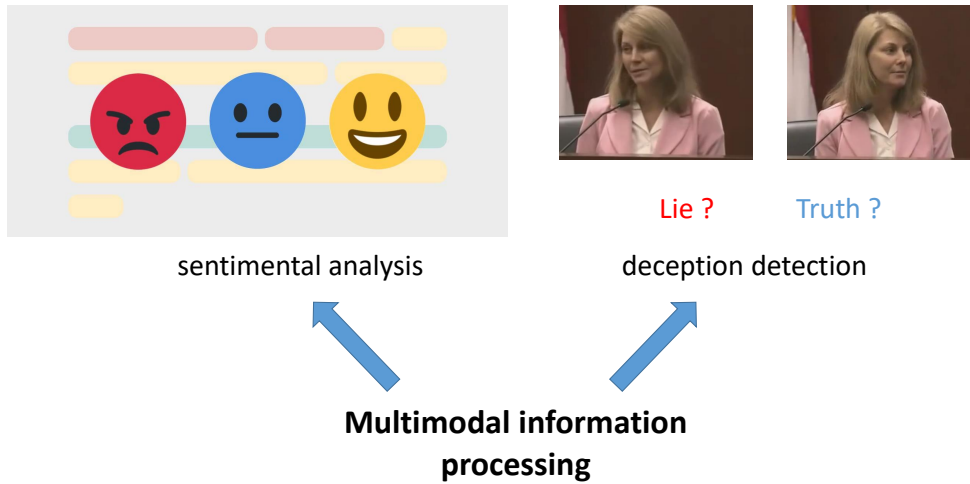 Lie ?
Truth ?
sentimental analysis
deception detection
Multimodal information
processing